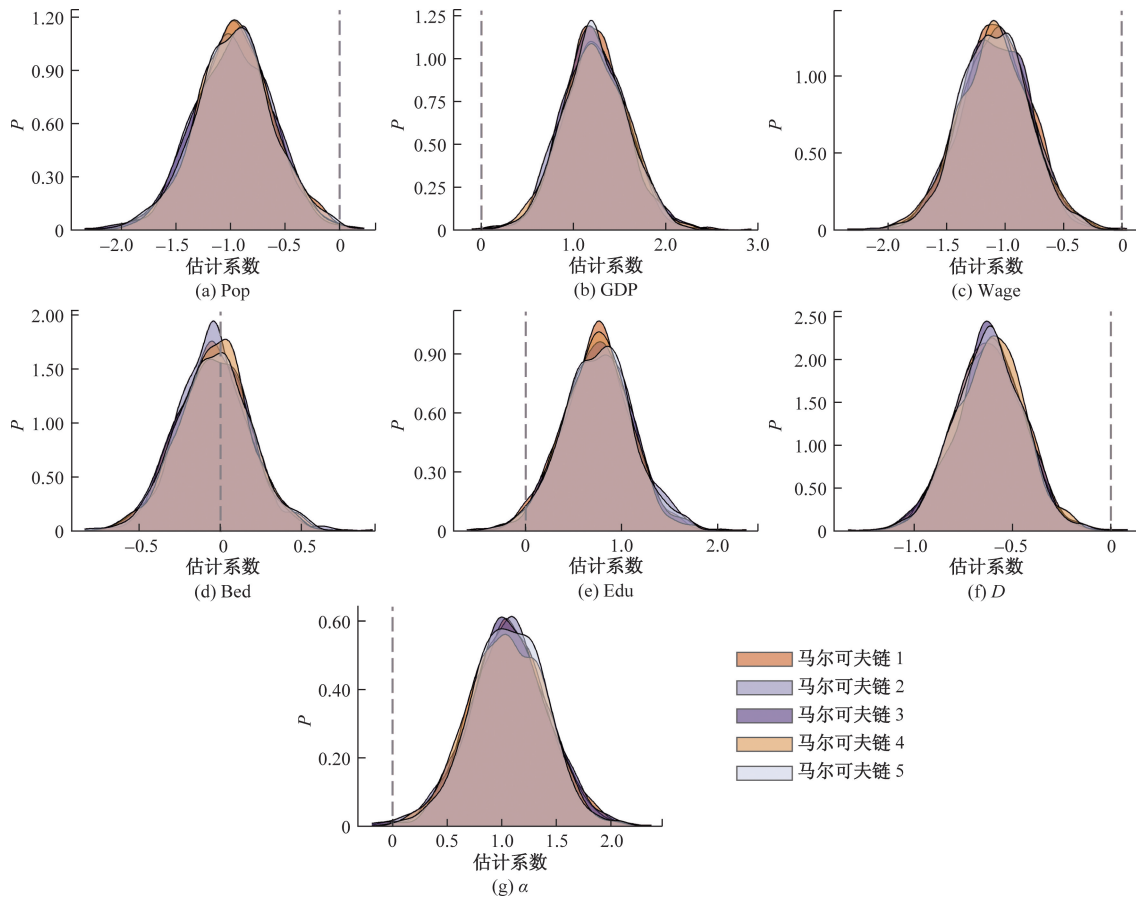 1.20
0.90
0.60
0.30
0
P
−2.0 −1.5 −1.0 −0.5 0
估计系数
(a) Pop
1.25
1.00
0.75
0.50
0.25
0
P
0 1.0 2.0 3.0
估计系数
(b) GDP
1.00
0.50
0
P
−2.0 −1.5 −1.0 −0.5 0
估计系数
(c) Wage
2.00
1.50
1.00
0.50
0
P
−0.5 0 0.5
估计系数
(d) Bed
0.90
0.60
0.30
0
P
0 1.0 2.0
估计系数
(e) Edu
2.50
2.00
1.50
1.00
0.50
0
P
−1.0 −0.5 0
估计系数
(f) D
0.60
0.40
0.20
0
P
0 0.5 1.0 1.5 2.0
估计系数
(g) α
马尔可夫链 1
马尔可夫链 2
马尔可夫链 3
马尔可夫链 4
马尔可夫链 5